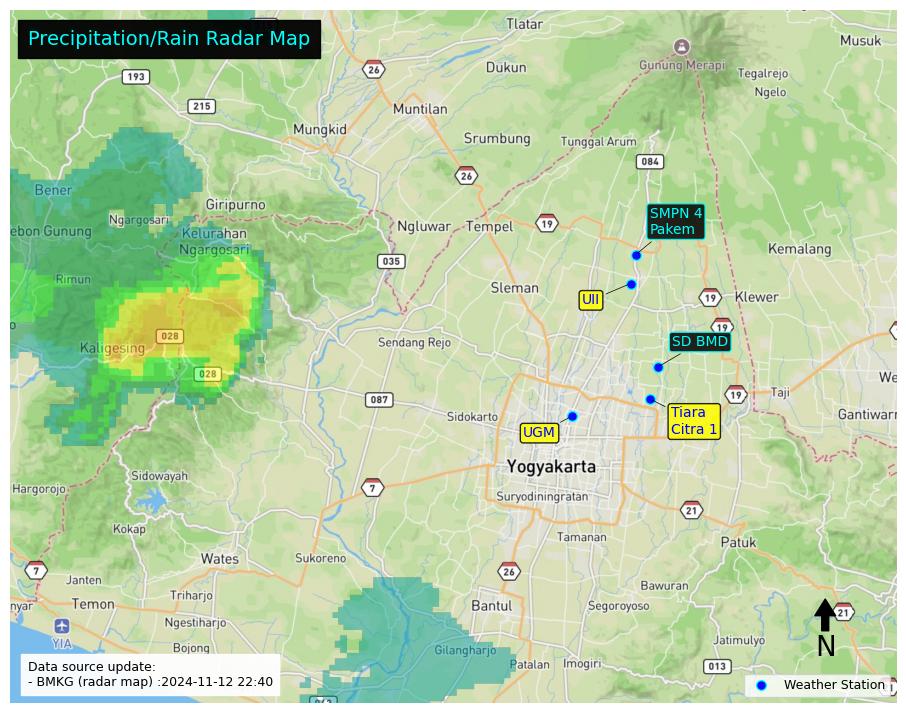 Precipitation/Rain Radar Map
Tlatar
Musuk
26
Dukun
Gunung Merapi
Tegalrejo
193
Ngelo
215
Muntilan
Mungkid
Srumbung
Tunggal Arum
084
26
Bener
Giripurno
SMPN 4
Pakem
Ngargosari
Ngluwar
Tempel
19
ebon Gunung
Kelurahan
Ngargosari
Kemalang
035
Rimun
Sleman
UII
19
Klewer
19
028
Sendang Rejo
SD BMD
Kaligesing
028
087
19
Taji
Sidokarto
Tiara
Citra 1
Gantiwarn
UGM
Yogyakarta
Sidowayah
Hargorojo
7
Suryodiningratan
21
Kokap
Tamanan
Patuk
Wates
Sukoreno
7
26
Janten
Bawuran
Triharjo
nyar
Temon
Bantul
Segoroyoso
21
Ngestiharjo
N
YIA
Bojong
Gilangharjo
Jatimulyo
Patalan
Imogiri
013
Data source update:
- BMKG (radar map) :2024-11-12 22:40
Weather Station